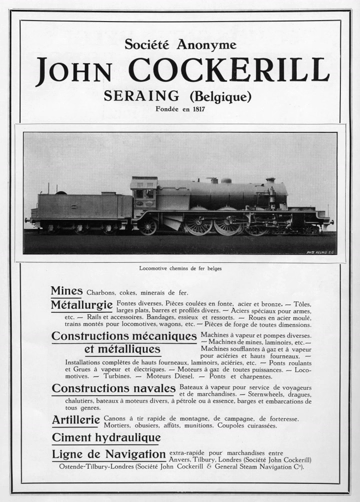 Société Anonyme
JOHN COCKERILL
SERAING (Belgique)
Fondée en 1817
Locomotive chemins de fer belges
Mines Charbons, cokes, minerais de fer.
Métallurgie Fontes diverses. Pièces coulées en fonte, acier et bronze. — Tôles,
larges plats, barres et profilés divers. — Aciers spéciaux pour armes,
etc. — Rails et accessoires. Bandages, essieux et ressorts. — Roues en acier moulé,
trains montés pour locomotives, wagons, etc. — Pièces de forge de toutes dimensions.
Constructions mécaniques et métalliques Machines à vapeur et pompes diverses.
— Machines de mines, laminoirs, etc. —
Machines soufflantes à gaz et à vapeur
pour aciéries et hauts fourneaux. —
Installations complètes de hauts fourneaux, laminoirs, aciéries, etc. — Ponts roulants
et Grues à vapeur et électriques. — Moteurs à gaz de toutes puissances. — Loco-
motives. — Turbines. — Moteurs Diesel. — Ponts et charpentes.
Constructions navales Bateaux à vapeur pour service de voyageurs
et de marchandises. — Sternwheels, dragues,
chalutiers, bateaux à moteurs divers, à pétrole ou à essence, barges et embarcations de
tous genres.
Artillerie Canons à tir rapide de montagne, de campagne, de forteresse.
Mortiers, obusiers, affûts, munitions. Coupoles cuirassées.
Ciment hydraulique
Ligne de Navigation extra-rapide pour marchandises entre
Anvers, Tilbury, Londres (Société John Cockerill)
Ostende-Tilbury-Londres (Société John Cockerill & General Steam Navigation Cº).